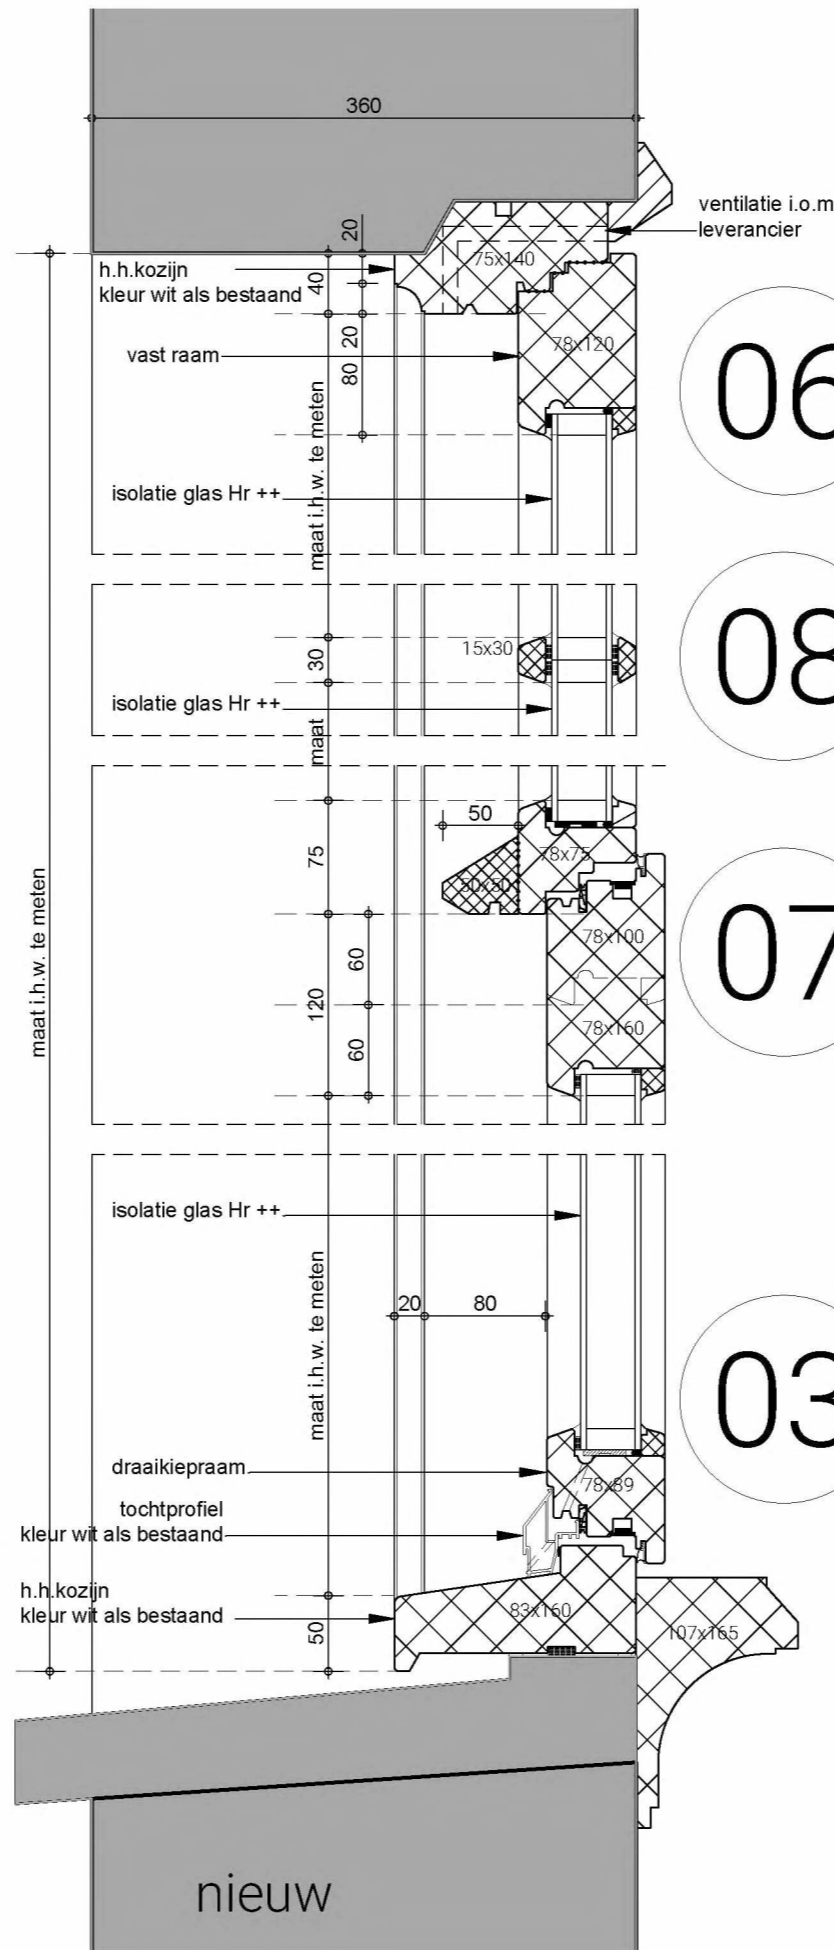 360
ventilatie i.o.m
leverancier
20
75x140
h.h.kozijn
kleur wit als bestaand
40
20
vast raam
78x120
80
06
maat i.h.w. te meten
isolatie glas Hr ++
15x30
30
08
isolatie glas Hr ++
maat
50
75
78x75
50x50
maat i.h.w. te meten
78x100
60
07
120
78x160
60
isolatie glas Hr ++
20
80
maat i.h.w. te meten
03
draaikiepraam
78x89
tochtprofiel
kleur wit als bestaand
h.h.kozijn
kleur wit als bestaand
50
83x160
107x165
nieuw